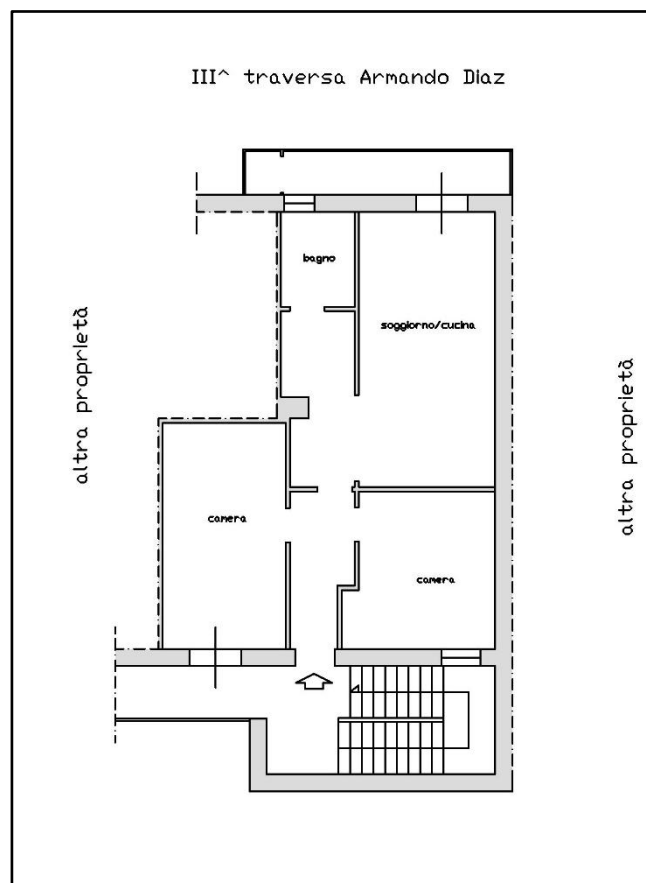 III^ traversa Armando Diaz
bagno
soggiorno/cucina
altra proprietà
altra proprietà
camera
camera